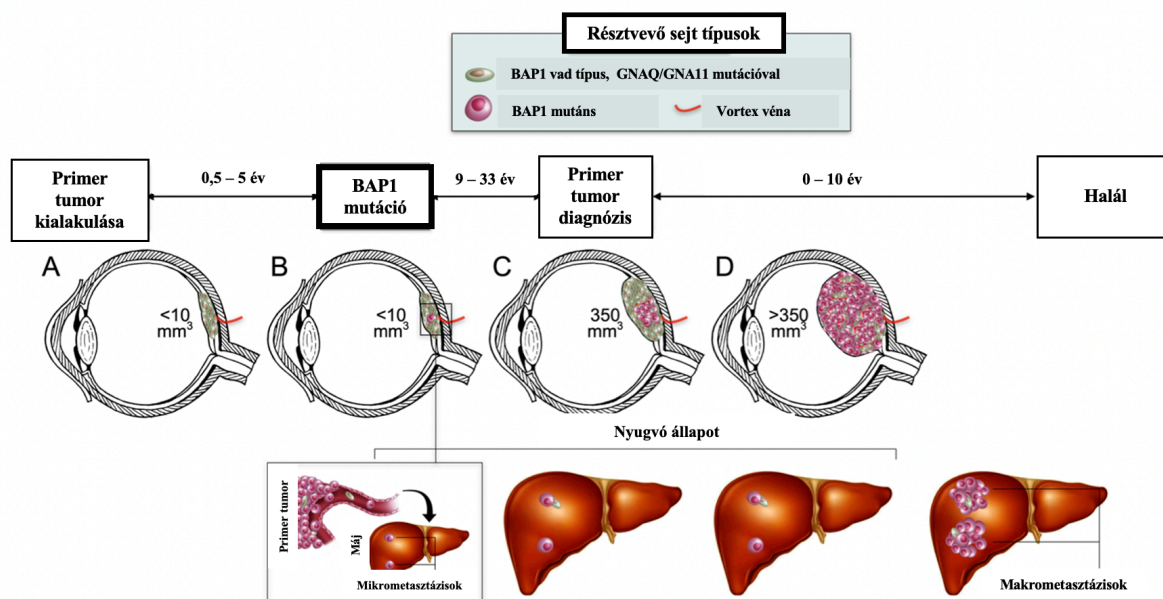 Résztvevő sejt típusok
BAP1 vad típus, GNAQ/GNA11 mutációval
BAP1 mutáns
Vortex véna
Primer
tumor
kialakulása
0,5 – 5 év
BAP1
mutáció
9 – 33 év
Primer
tumor
diagnózis
0 – 10 év
Halál
A
<10
mm³
B
<10
mm³
C
350
mm³
D
>350
mm³
Nyugvó állapot
Primer tumor
Máj
Mikrometasztázisok
Makrometasztázisok